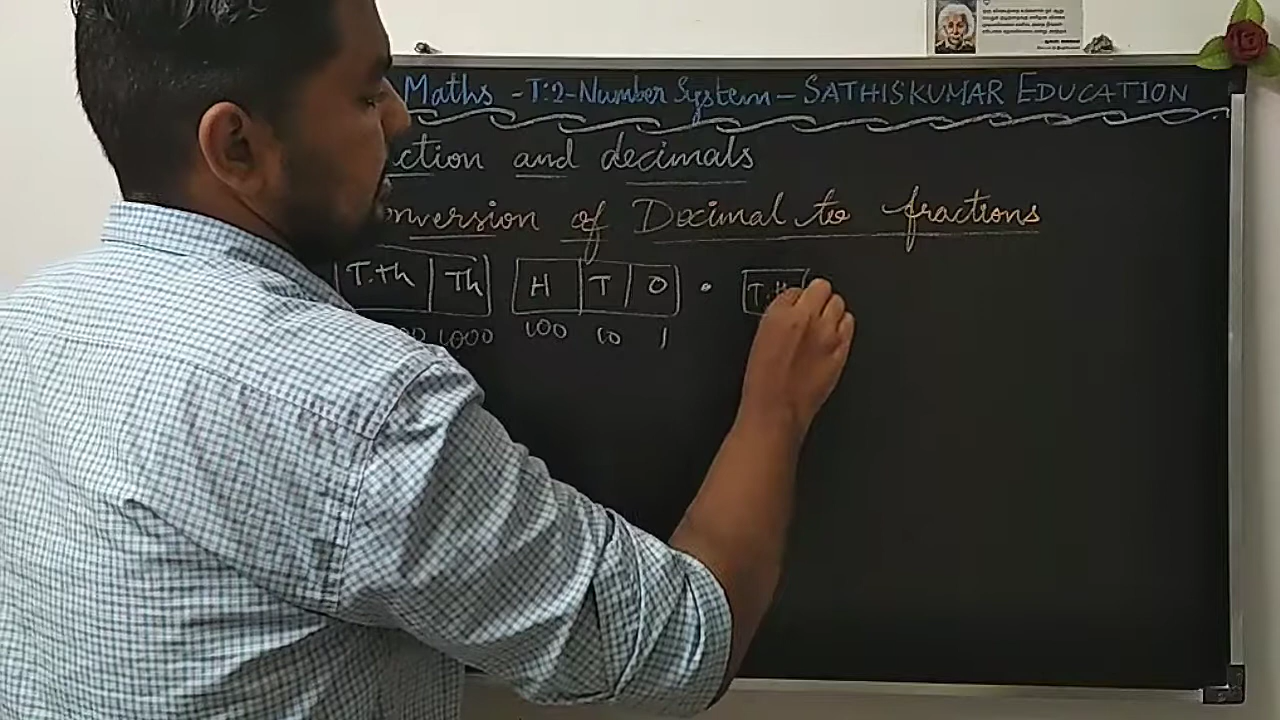 Maths - T:2 - Number System - SATHISKUMAR EDUCATION
ction and decimals
onversion of Decimal to fractions
T.Th Th H T O . T.H
00 1000 100 10 1